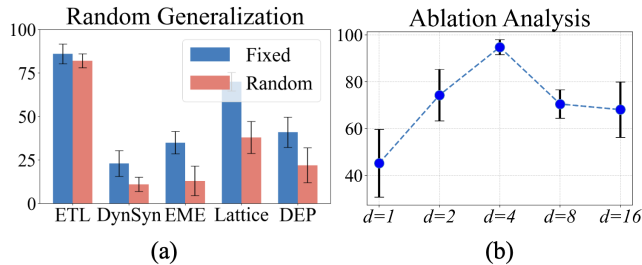 Random Generalization
100
75
50
25
0
Fixed
Random
ETL DynSyn EME Lattice DEP
(a)
Ablation Analysis
100
80
60
40
d=1 d=2 d=4 d=8 d=16
(b)